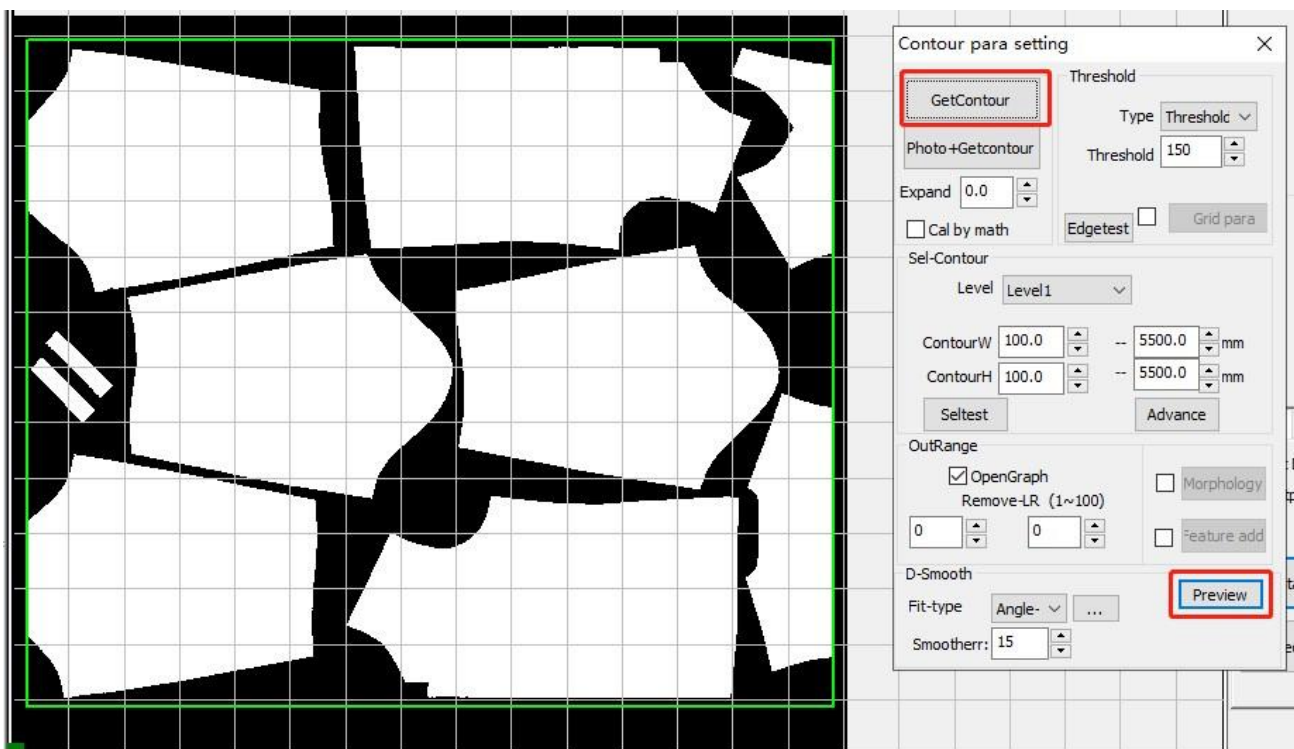 Contour para setting
GetContour
Photo+Getcontour
Expand 0.0
Cal by math
Threshold
Type Threshold
Threshold 150
Edgetest Grid para
Sel-Contour
Level Level1
ContourW 100.0 -- 5500.0 mm
ContourH 100.0 -- 5500.0 mm
Seltest Advance
OutRange
OpenGraph
Remove-LR (1~100)
0 0
Morphology
Feature add
D-Smooth
Fit-type Angle- ...
Smootherr: 15
Preview